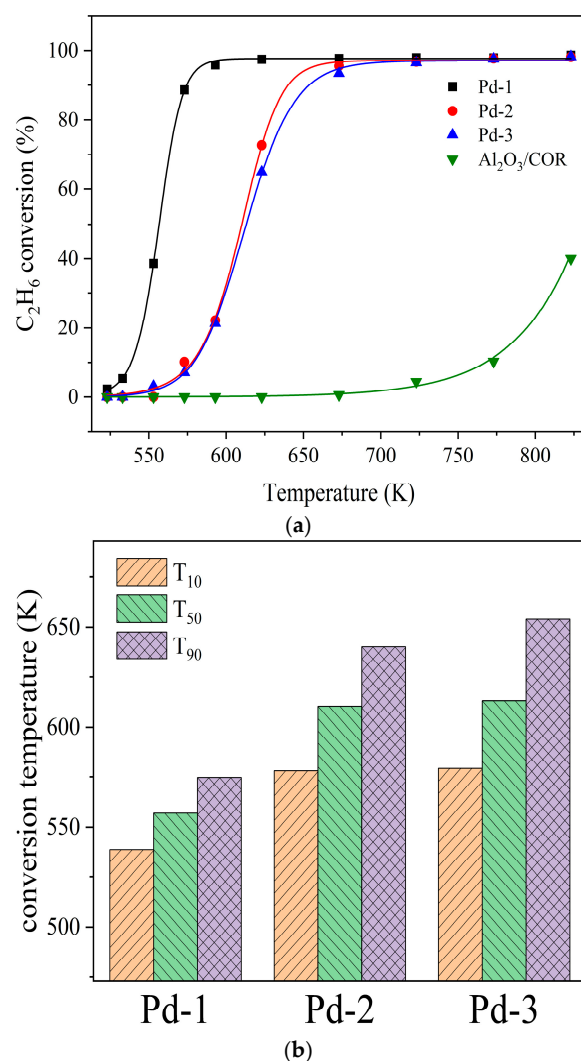 100
80
60
40
20
0
C₂H₆ conversion (%)
Pd-1
Pd-2
Pd-3
Al₂O₃/COR
550 600 650 700 750 800
Temperature (K)
(a)
T₁₀
T₅₀
T₉₀
650
600
550
500
conversion temperature (K)
Pd-1 Pd-2 Pd-3
(b)